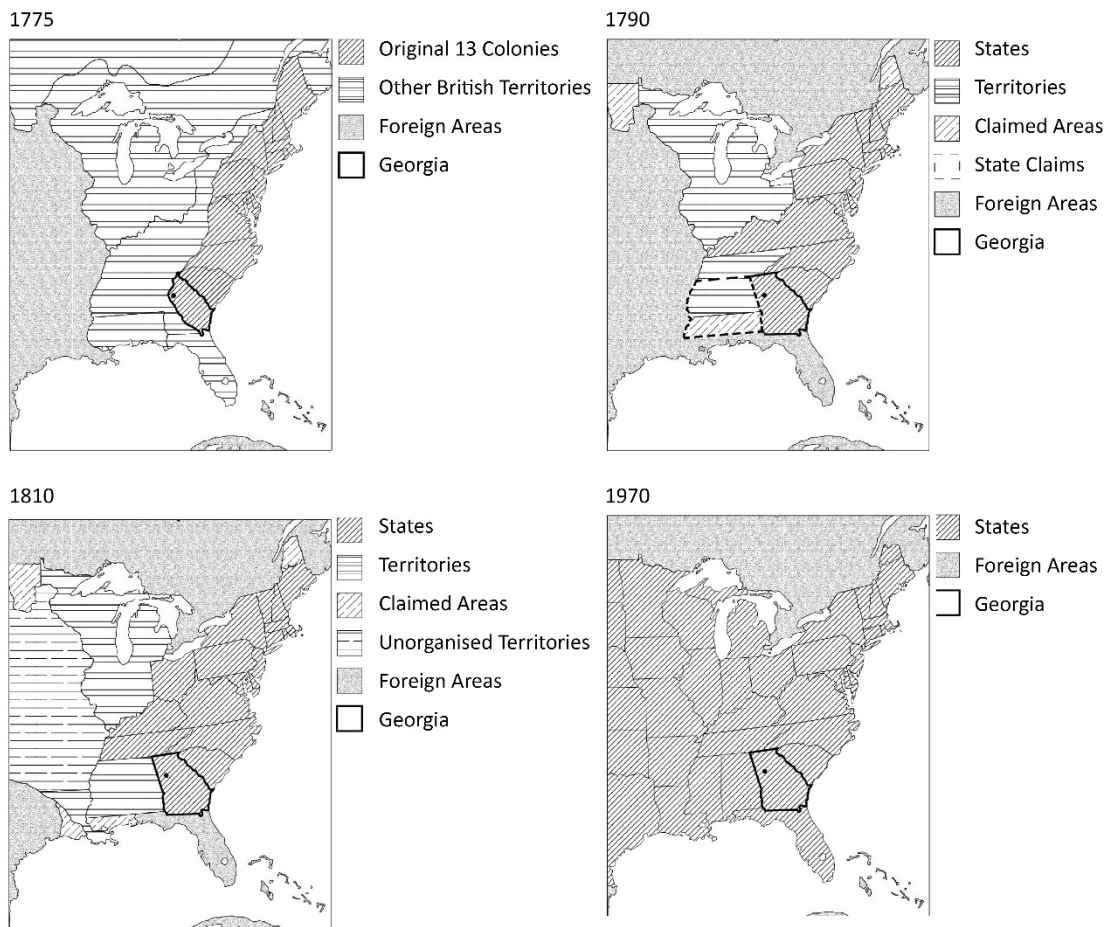 1775
Original 13 Colonies
Other British Territories
Foreign Areas
Georgia
1790
States
Territories
Claimed Areas
State Claims
Foreign Areas
Georgia
1810
States
Territories
Claimed Areas
Unorganised Territories
Foreign Areas
Georgia
1970
States
Foreign Areas
Georgia